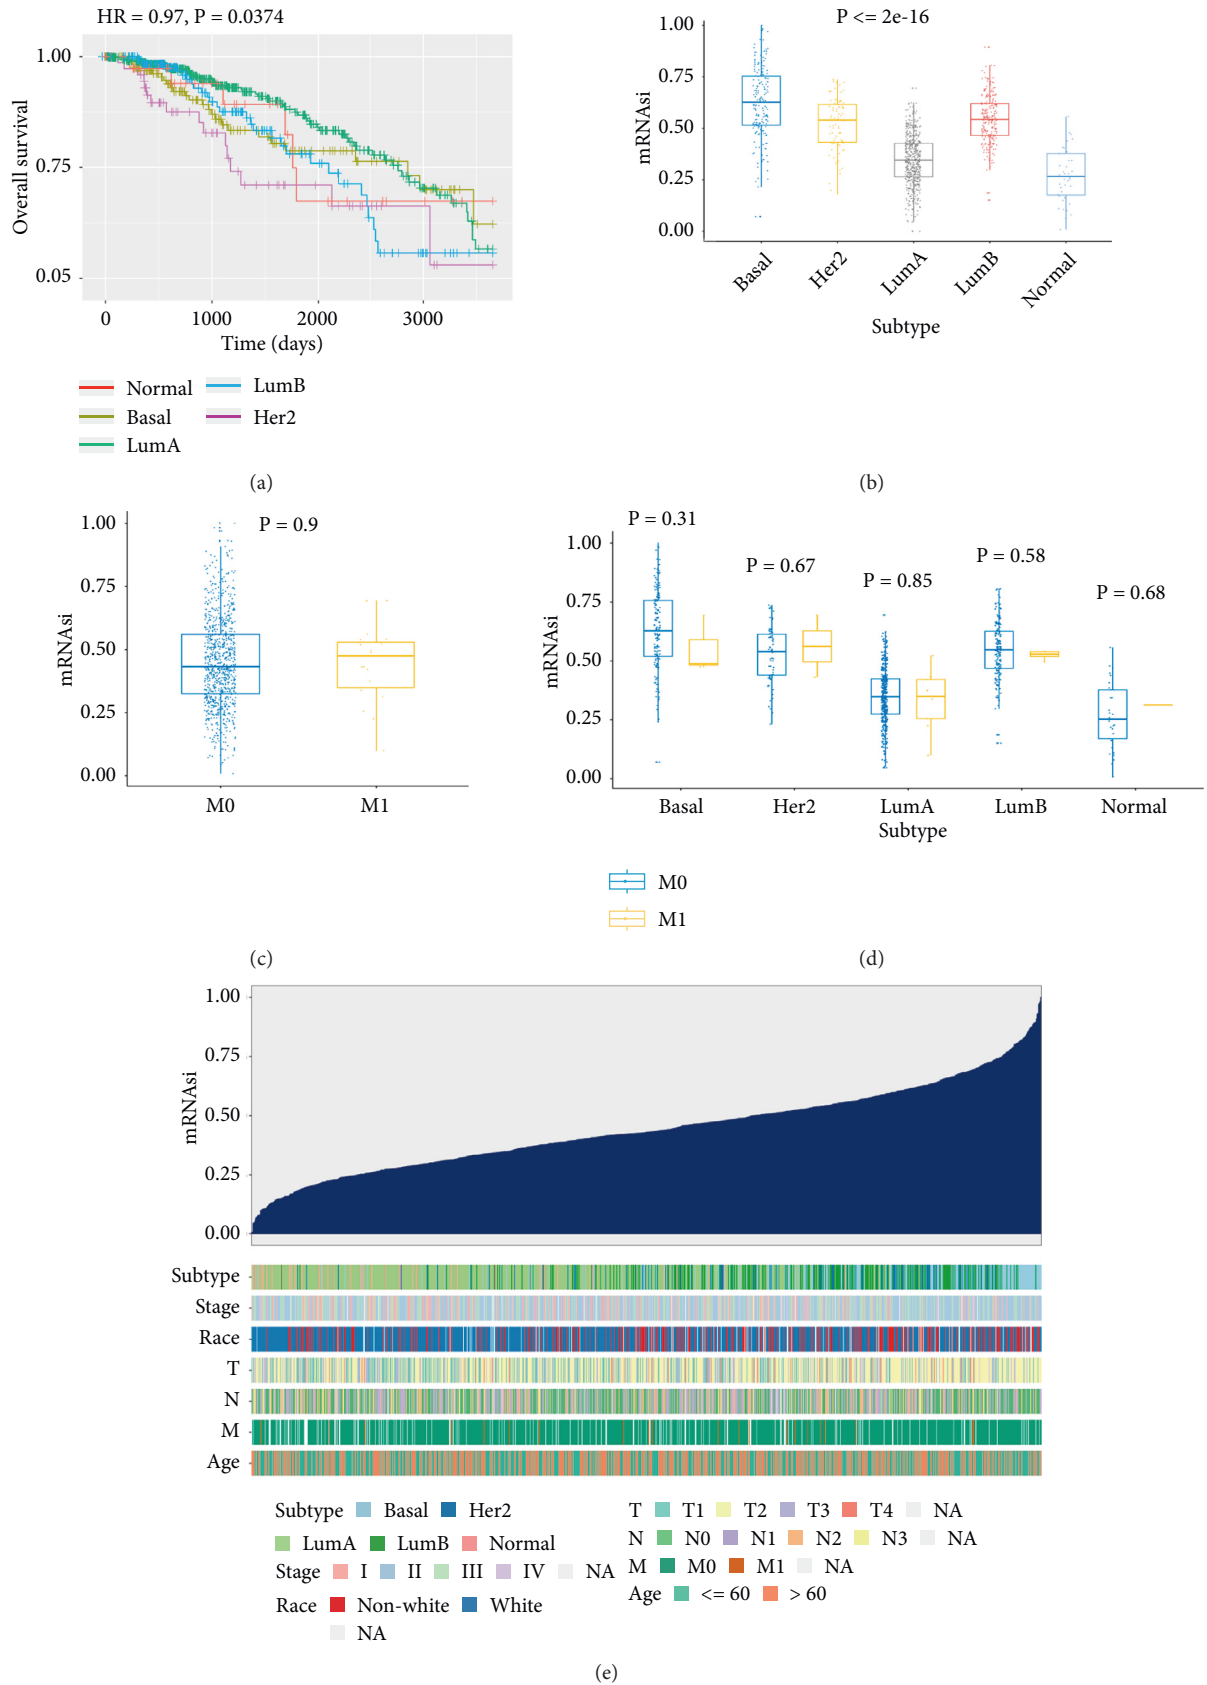 HR = 0.97, P = 0.0374
1.00
0.75
0.05
Overall survival
0 1000 2000 3000
Time (days)
Normal LumB
Basal Her2
LumA
(a)
P <= 2e-16
1.00
0.75
0.50
0.25
0.00
mRNAsi
Basal Her2 LumA LumB Normal
Subtype
(b)
P = 0.9
1.00
0.75
0.50
0.25
0.00
mRNAsi
M0 M1
(c)
P = 0.31
P = 0.67
P = 0.85
P = 0.58
P = 0.68
1.00
0.75
0.50
0.25
0.00
mRNAsi
Basal Her2 LumA LumB Normal
Subtype
M0
M1
(d)
1.00
0.75
0.50
0.25
0.00
mRNAsi
Subtype
Stage
Race
T
N
M
Age
Subtype Basal Her2
LumA LumB Normal
Stage I II III IV NA
Race Non-white White
NA
T T1 T2 T3 T4 NA
N N0 N1 N2 N3 NA
M M0 M1 NA
Age <= 60 > 60
(e)